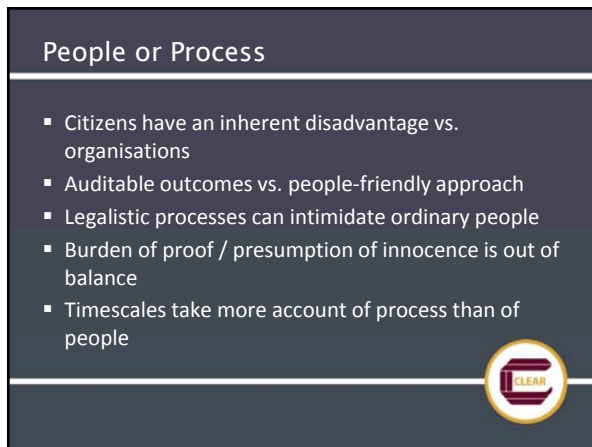 People or Process
▪ Citizens have an inherent disadvantage vs.
organisations
▪ Auditable outcomes vs. people-friendly approach
▪ Legalistic processes can intimidate ordinary people
▪ Burden of proof / presumption of innocence is out of
balance
▪ Timescales take more account of process than of
people
CLEAR